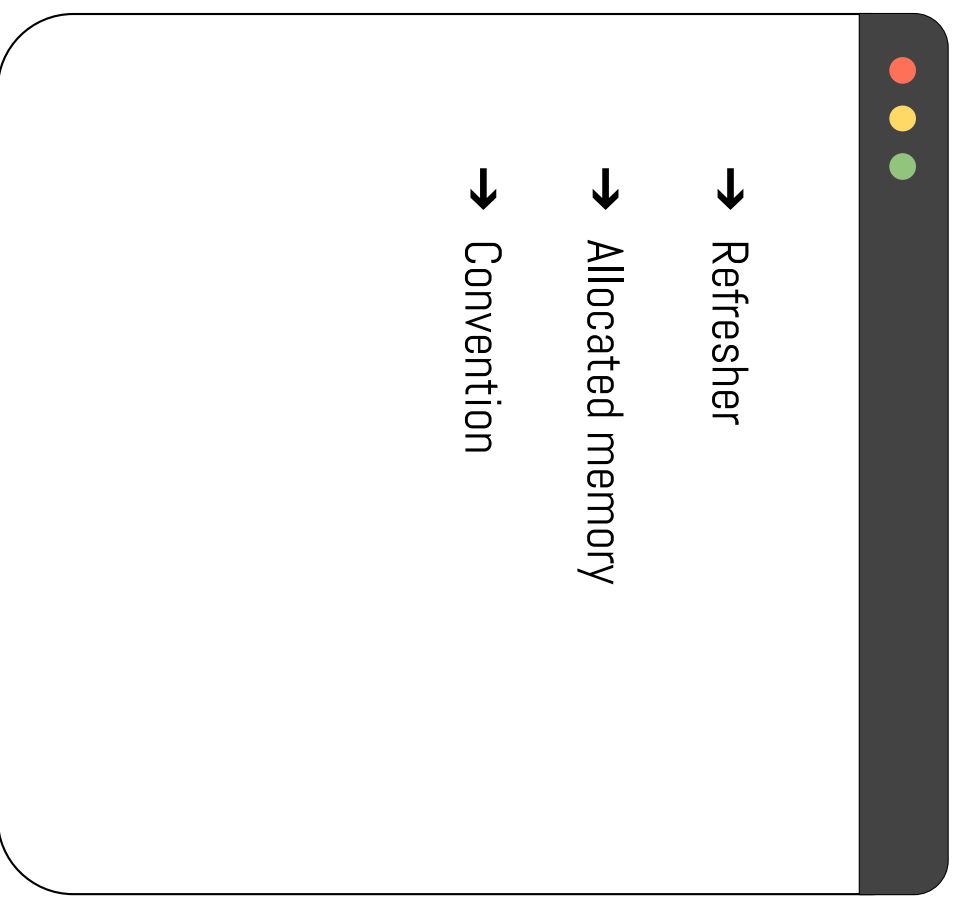 → Refresher
→ Allocated memory
→ Convention